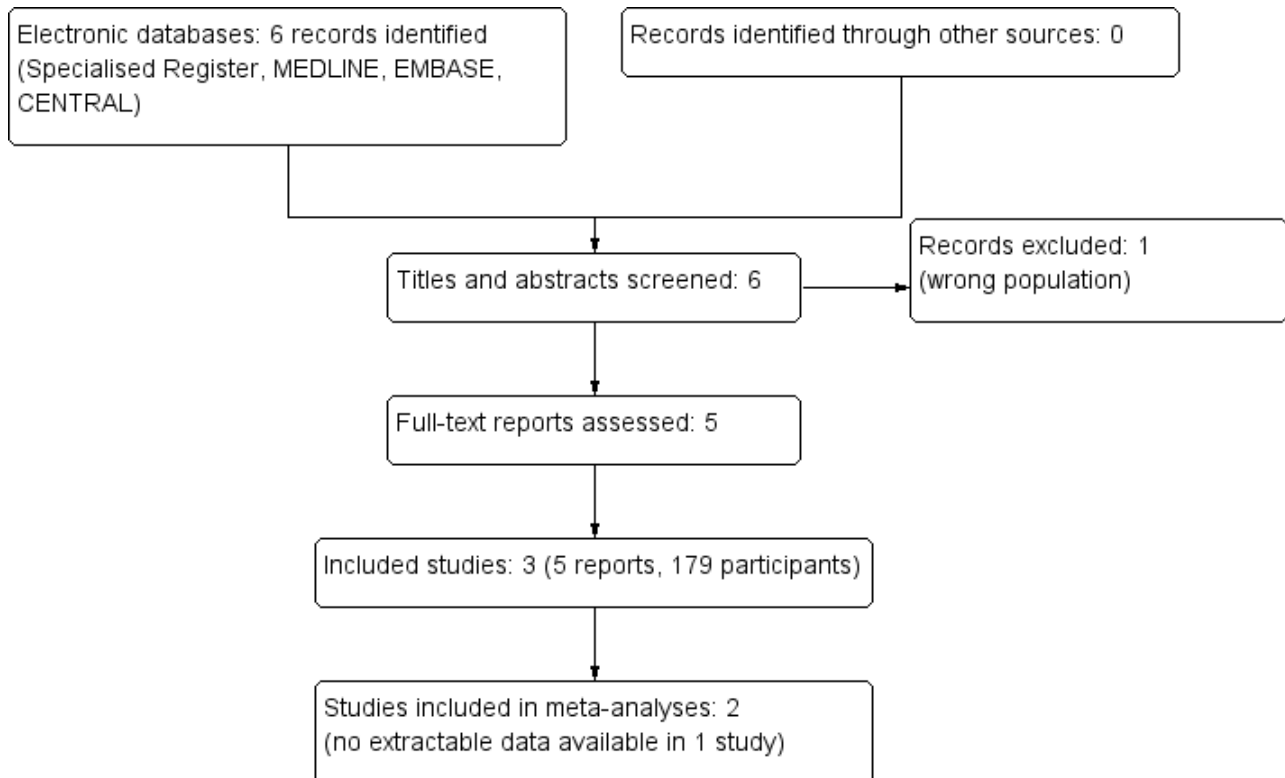 Electronic databases: 6 records identified
(Specialised Register, MEDLINE, EMBASE,
CENTRAL)
Records identified through other sources: 0
Titles and abstracts screened: 6
Records excluded: 1
(wrong population)
Full-text reports assessed: 5
Included studies: 3 (5 reports, 179 participants)
Studies included in meta-analyses: 2
(no extractable data available in 1 study)